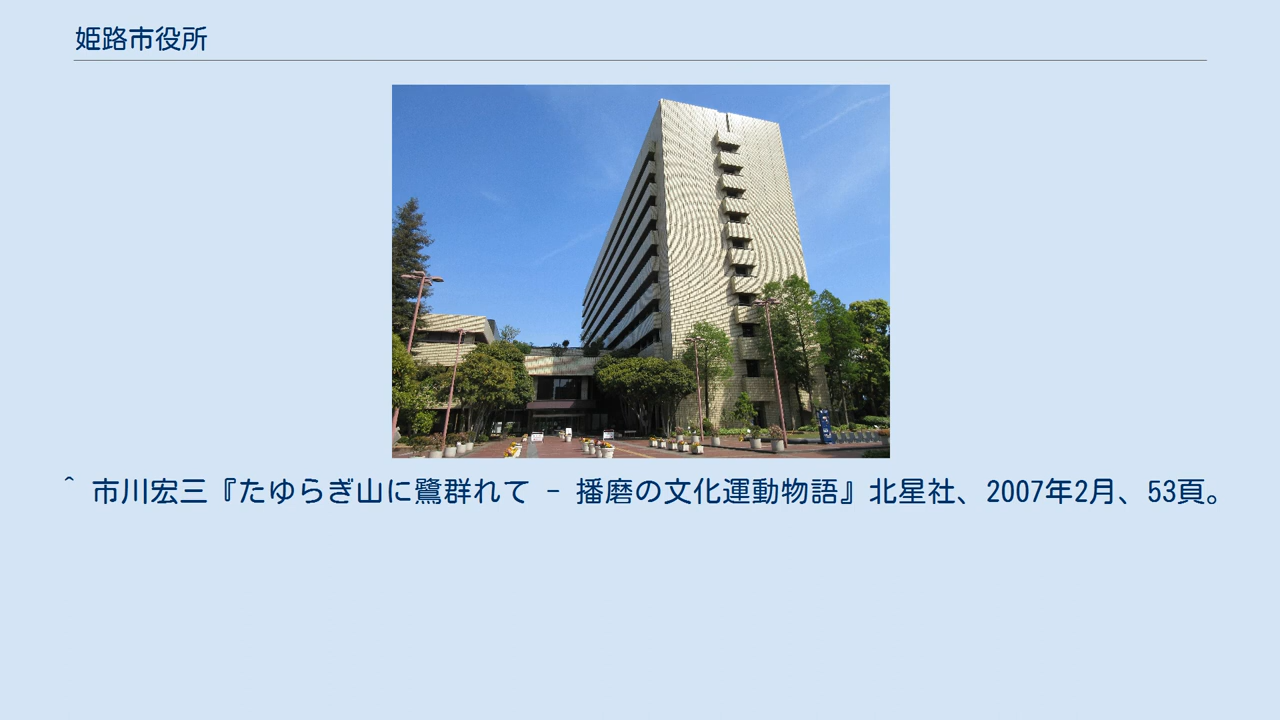 姫路市役所
^ 市川宏三『たゆらぎ山に鷺群れて - 播磨の文化運動物語』北星社、2007年2月、53頁。